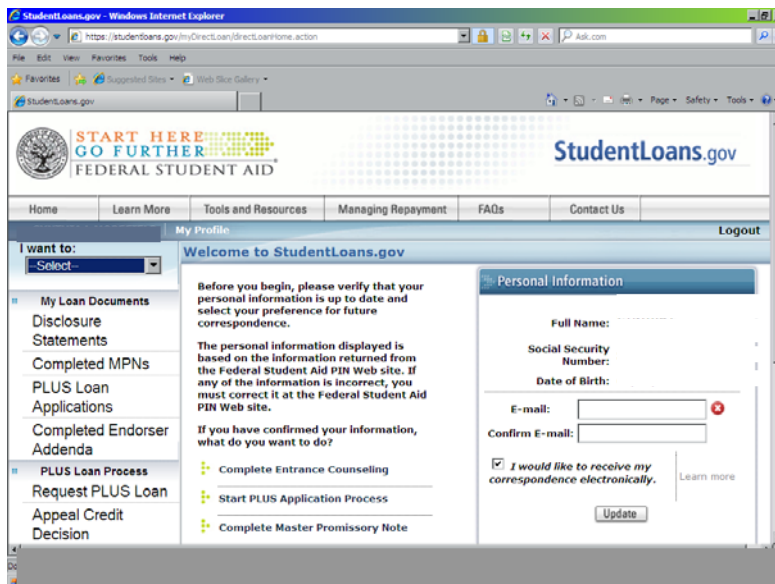 StudentLoans.gov - Windows Internet Explorer
https://studentloans.gov/myDirectLoan/directLoanHome.action
Ask.com
File Edit View Favorites Tools Help
Favorites Suggested Sites Web Slice Gallery
StudentLoans.gov
Page Safety Tools
START HERE
GO FURTHER
FEDERAL STUDENT AID
StudentLoans.gov
Home Learn More Tools and Resources Managing Repayment FAQs Contact Us
My Profile Logout
I want to:
--Select--
My Loan Documents
Disclosure
Statements
Completed MPNs
PLUS Loan
Applications
Completed Endorser
Addenda
PLUS Loan Process
Request PLUS Loan
Appeal Credit
Decision
Welcome to StudentLoans.gov
Before you begin, please verify that your
personal information is up to date and
select your preference for future
correspondence.
The personal information displayed is
based on the information returned from
the Federal Student Aid PIN Web site. If
any of the information is incorrect, you
must correct it at the Federal Student Aid
PIN Web site.
If you have confirmed your information,
what do you want to do?
Complete Entrance Counseling
Start PLUS Application Process
Complete Master Promissory Note
Personal Information
Full Name:
Social Security
Number:
Date of Birth:
E-mail:
Confirm E-mail:
I would like to receive my
correspondence electronically.
Learn more
Update